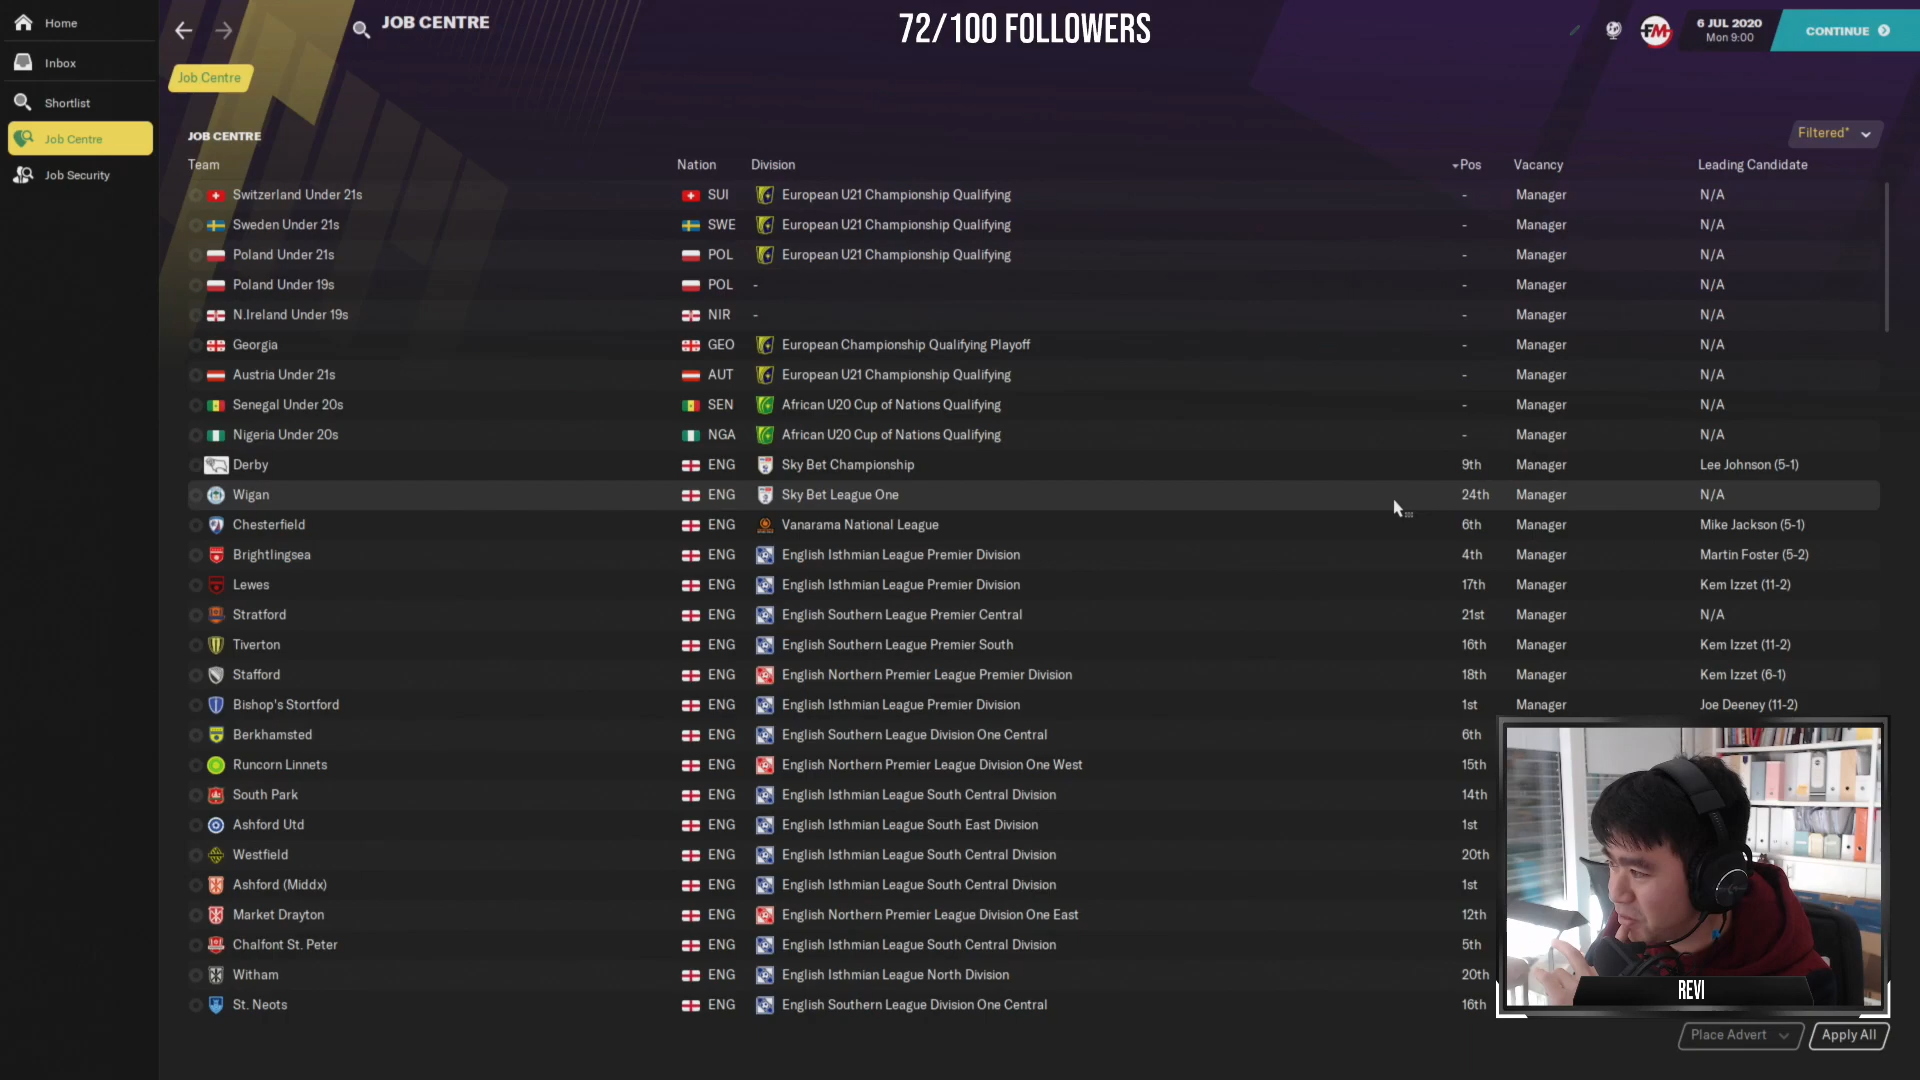 Home
JOB CENTRE
72/100 FOLLOWERS
6 JUL 2020
Mon 9:00
CONTINUE
Inbox
Job Centre
Shortlist
Job Centre
Job Security
JOB CENTRE
Filtered*
Team Nation Division Pos Vacancy Leading Candidate
Switzerland Under 21s SUI European U21 Championship Qualifying - Manager N/A
Sweden Under 21s SWE European U21 Championship Qualifying - Manager N/A
Poland Under 21s POL European U21 Championship Qualifying - Manager N/A
Poland Under 19s POL - - Manager N/A
N.Ireland Under 19s NIR - - Manager N/A
Georgia GEO European Championship Qualifying Playoff - Manager N/A
Austria Under 21s AUT European U21 Championship Qualifying - Manager N/A
Senegal Under 20s SEN African U20 Cup of Nations Qualifying - Manager N/A
Nigeria Under 20s NGA African U20 Cup of Nations Qualifying - Manager N/A
Derby ENG Sky Bet Championship 9th Manager Lee Johnson (5-1)
Wigan ENG Sky Bet League One 24th Manager N/A
Chesterfield ENG Vanarama National League 6th Manager Mike Jackson (5-1)
Brightlingsea ENG English Isthmian League Premier Division 4th Manager Martin Foster (5-2)
Lewes ENG English Isthmian League Premier Division 17th Manager Kem Izzet (11-2)
Stratford ENG English Southern League Premier Central 21st Manager N/A
Tiverton ENG English Southern League Premier South 16th Manager Kem Izzet (11-2)
Stafford ENG English Northern Premier League Premier Division 18th Manager Kem Izzet (6-1)
Bishop's Stortford ENG English Isthmian League Premier Division 1st Manager Joe Deeney (11-2)
Berkhamsted ENG English Southern League Division One Central 6th
Runcorn Linnets ENG English Northern Premier League Division One West 15th
South Park ENG English Isthmian League South Central Division 14th
Ashford Utd ENG English Isthmian League South East Division 1st
Westfield ENG English Isthmian League South Central Division 20th
Ashford (Middx) ENG English Isthmian League South Central Division 1st
Market Drayton ENG English Northern Premier League Division One East 12th
Chalfont St. Peter ENG English Isthmian League South Central Division 5th
Witham ENG English Isthmian League North Division 20th
St. Neots ENG English Southern League Division One Central 16th
REVI
Place Advert
Apply All
FM